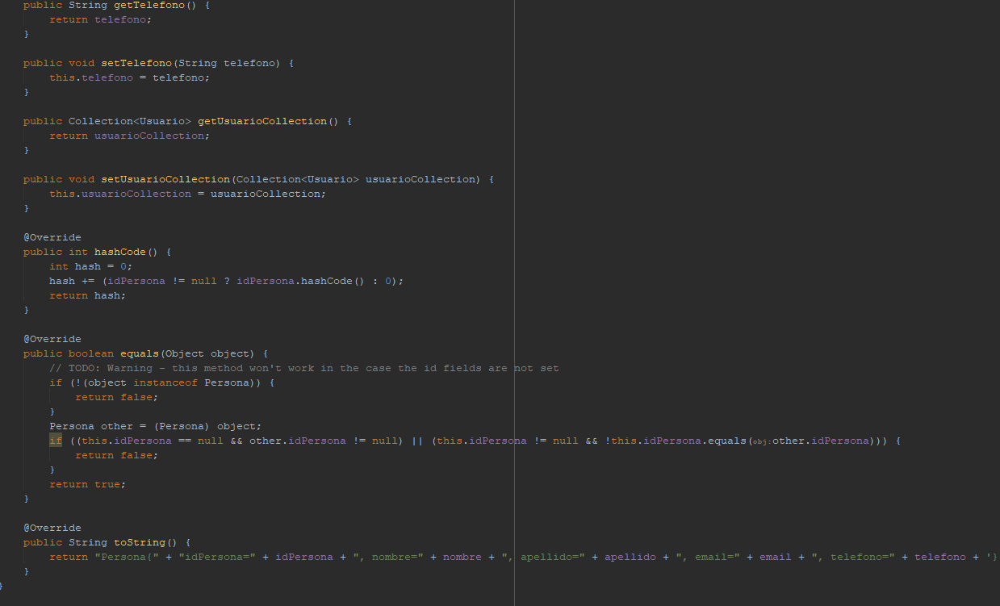 public String getTelefono() {
return telefono;
}
public void setTelefono(String telefono) {
this.telefono = telefono;
}
public Collection<Usuario> getUsuarioCollection() {
return usuarioCollection;
}
public void setUsuarioCollection(Collection<Usuario> usuarioCollection) {
this.usuarioCollection = usuarioCollection;
}
@Override
public int hashCode() {
int hash = 0;
hash += (idPersona != null ? idPersona.hashCode() : 0);
return hash;
}
@Override
public boolean equals(Object object) {
// TODO: Warning - this method won't work in the case the id fields are not set
if (!(object instanceof Persona)) {
return false;
}
Persona other = (Persona) object;
if ((this.idPersona == null && other.idPersona != null) || (this.idPersona != null && !this.idPersona.equals(obj:other.idPersona))) {
return false;
}
return true;
}
@Override
public String toString() {
return "Persona{" + "idPersona=" + idPersona + ", nombre=" + nombre + ", apellido=" + apellido + ", email=" + email + ", telefono=" + telefono + '}
}
}